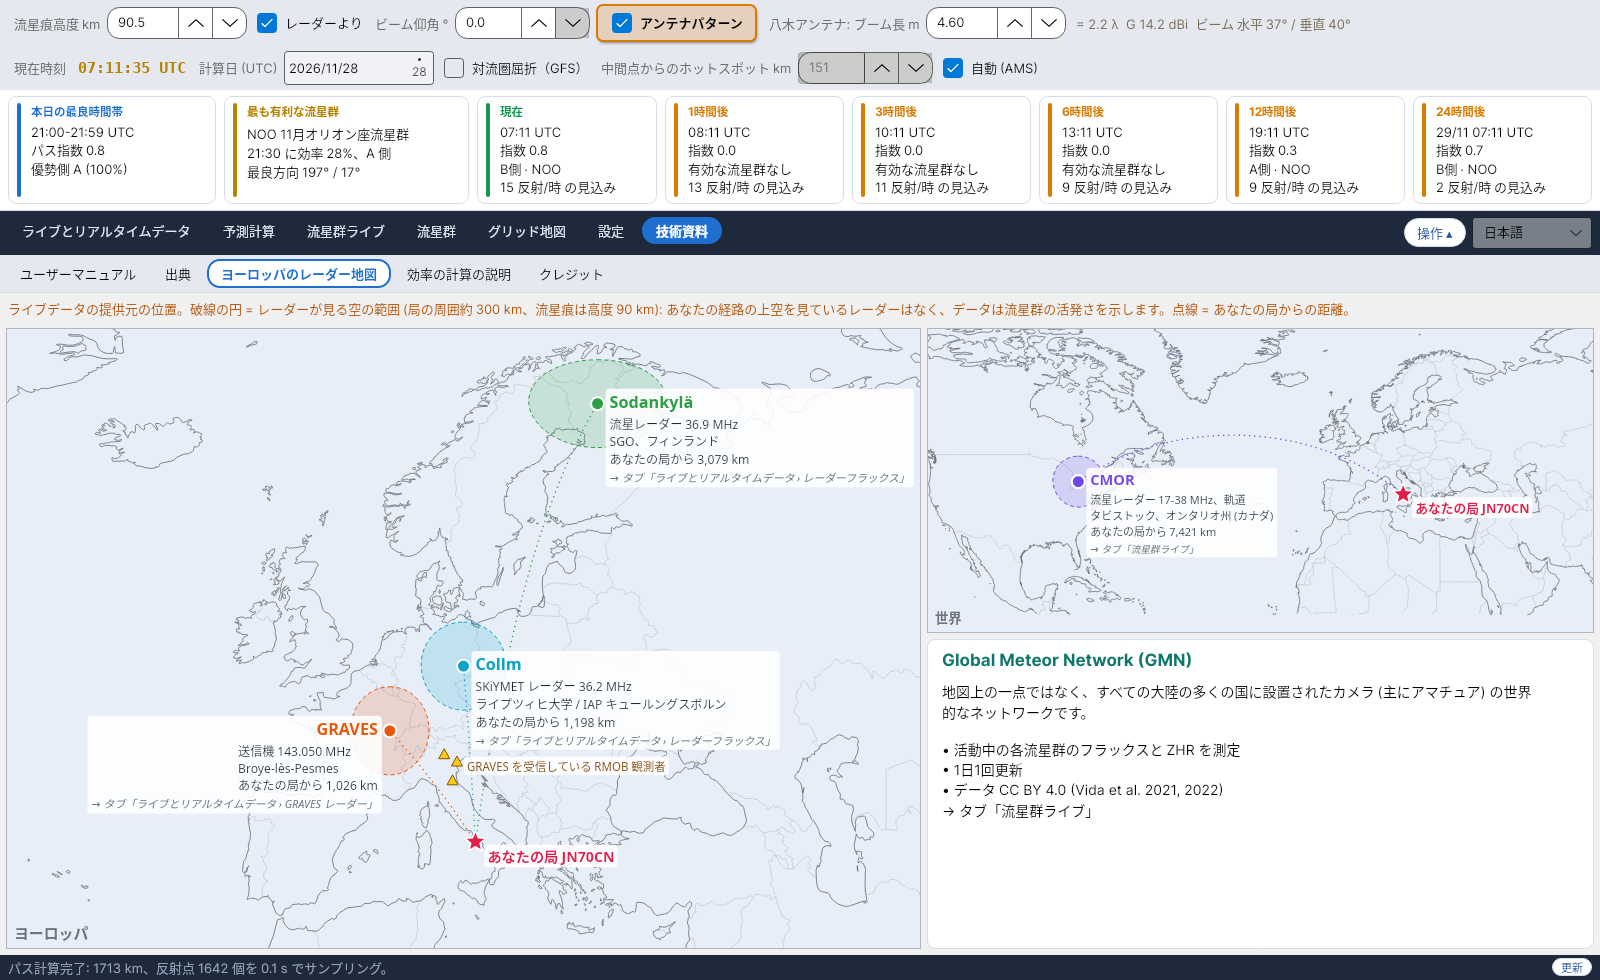 流星痕高度 km 90.5 レーダーより ビーム仰角 ° 0.0 アンテナパターン 八木アンテナ: ブーム長 m 4.60 = 2.2 λ G 14.2 dBi ビーム 水平 37° / 垂直 40°
現在時刻 07:11:35 UTC 計算日 (UTC) 2026/11/28 28 対流圏屈折（GFS） 中間点からのホットスポット km 151 自動 (AMS)
本日の最良時間帯
21:00-21:59 UTC
パス指数 0.8
優勢側 A (100%)
最も有利な流星群
NOO 11月オリオン座流星群
21:30 に効率 28%、A 側
最良方向 197° / 17°
現在
07:11 UTC
指数 0.8
B側 · NOO
15 反射/時 の見込み
1時間後
08:11 UTC
指数 0.0
有効な流星群なし
13 反射/時 の見込み
3時間後
10:11 UTC
指数 0.0
有効な流星群なし
11 反射/時 の見込み
6時間後
13:11 UTC
指数 0.0
有効な流星群なし
9 反射/時 の見込み
12時間後
19:11 UTC
指数 0.3
A側 · NOO
9 反射/時 の見込み
24時間後
29/11 07:11 UTC
指数 0.7
B側 · NOO
2 反射/時 の見込み
ライブとリアルタイムデータ 予測計算 流星群ライブ 流星群 グリッド地図 設定 技術資料 操作 ▴ 日本語
ユーザーマニュアル 出典 ヨーロッパのレーダー地図 効率の計算の説明 クレジット
ライブデータの提供元の位置。破線の円 = レーダーが見る空の範囲 (局の周囲約 300 km、流星痕は高度 90 km): あなたの経路の上空を見ているレーダーはなく、データは流星群の活発さを示します。点線 = あなたの局からの距離。
Sodankylä
流星レーダー 36.9 MHz
SGO、フィンランド
あなたの局から 3,079 km
→ タブ「ライブとリアルタイムデータ › レーダーフラックス」
Collm
SKiYMET レーダー 36.2 MHz
ライプツィヒ大学 / IAP キュールングスボルン
あなたの局から 1,198 km
→ タブ「ライブとリアルタイムデータ › レーダーフラックス」
GRAVES
送信機 143.050 MHz
Broye-lès-Pesmes
あなたの局から 1,026 km
→ タブ「ライブとリアルタイムデータ › GRAVES レーダー」
GRAVES を受信している RMOB 観測者
あなたの局 JN70CN
ヨーロッパ
CMOR
流星レーダー 17-38 MHz、軌道
タビストック、オンタリオ州 (カナダ)
あなたの局から 7,421 km
→ タブ「流星群ライブ」
あなたの局 JN70CN
世界
Global Meteor Network (GMN)
地図上の一点ではなく、すべての大陸の多くの国に設置されたカメラ (主にアマチュア) の世界
的なネットワークです。
• 活動中の各流星群のフラックスと ZHR を測定
• 1日1回更新
• データ CC BY 4.0 (Vida et al. 2021, 2022)
→ タブ「流星群ライブ」
パス計算完了: 1713 km、反射点 1642 個を 0.1 s でサンプリング。 更新